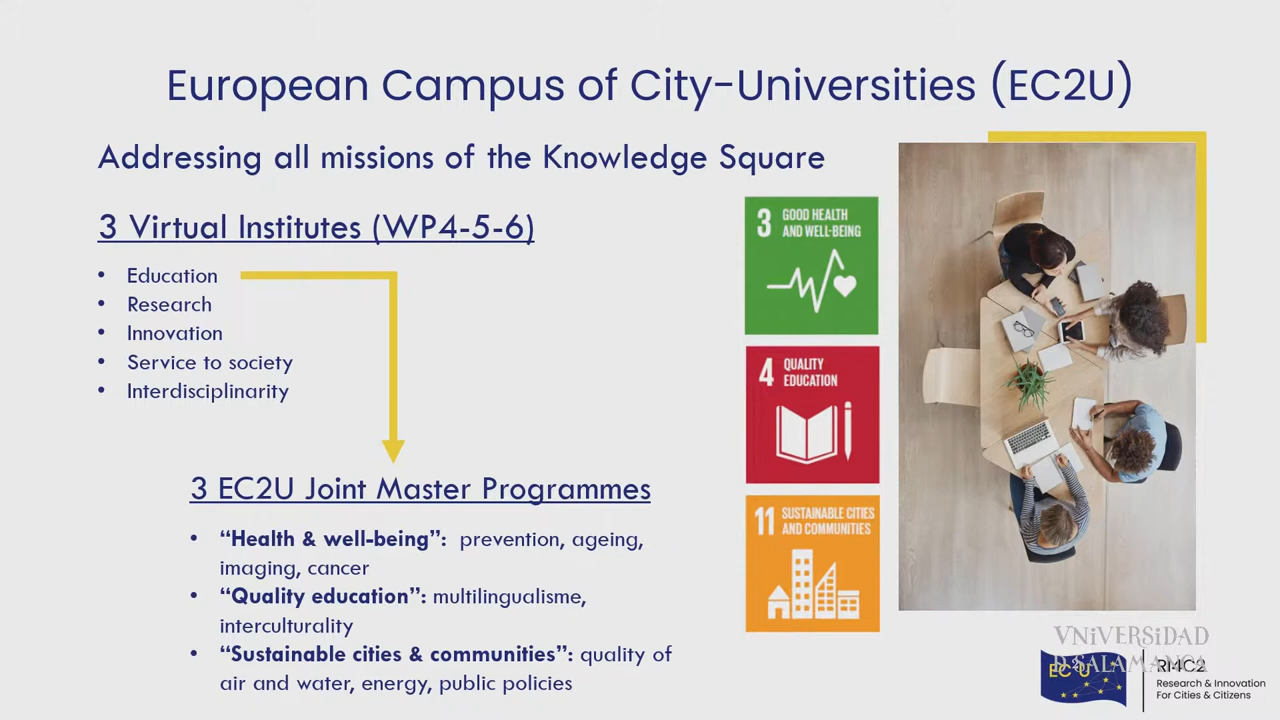 European Campus of City-Universities (EC2U)
Addressing all missions of the Knowledge Square
3 Virtual Institutes (WP4-5-6)
• Education
• Research
• Innovation
• Service to society
• Interdisciplinarity
3 EC2U Joint Master Programmes
• “Health & well-being”: prevention, ageing,
imaging, cancer
• “Quality education”: multilingualisme,
interculturality
• “Sustainable cities & communities”: quality of
air and water, energy, public policies
3 GOOD HEALTH
AND WELL-BEING
4 QUALITY
EDUCATION
11 SUSTAINABLE CITIES
AND COMMUNITIES
VNiVERSiDAD
D SALAMANCA
EC2U
RI4C2
Research & Innovation
For Cities & Citizens